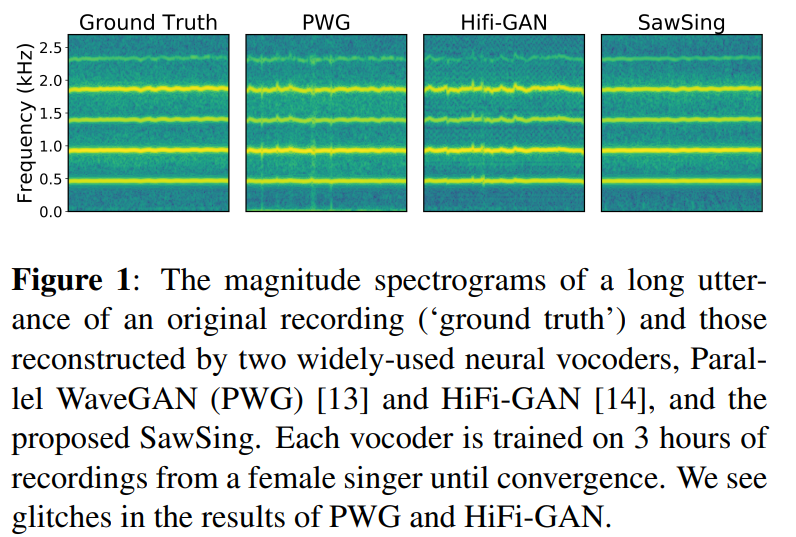 Ground Truth PWG Hifi-GAN SawSing
Frequency (kHz)
2.5
2.0
1.5
1.0
0.5
0.0
Figure 1: The magnitude spectrograms of a long utter-
ance of an original recording (‘ground truth’) and those
reconstructed by two widely-used neural vocoders, Paral-
lel WaveGAN (PWG) [13] and HiFi-GAN [14], and the
proposed SawSing. Each vocoder is trained on 3 hours of
recordings from a female singer until convergence. We see
glitches in the results of PWG and HiFi-GAN.